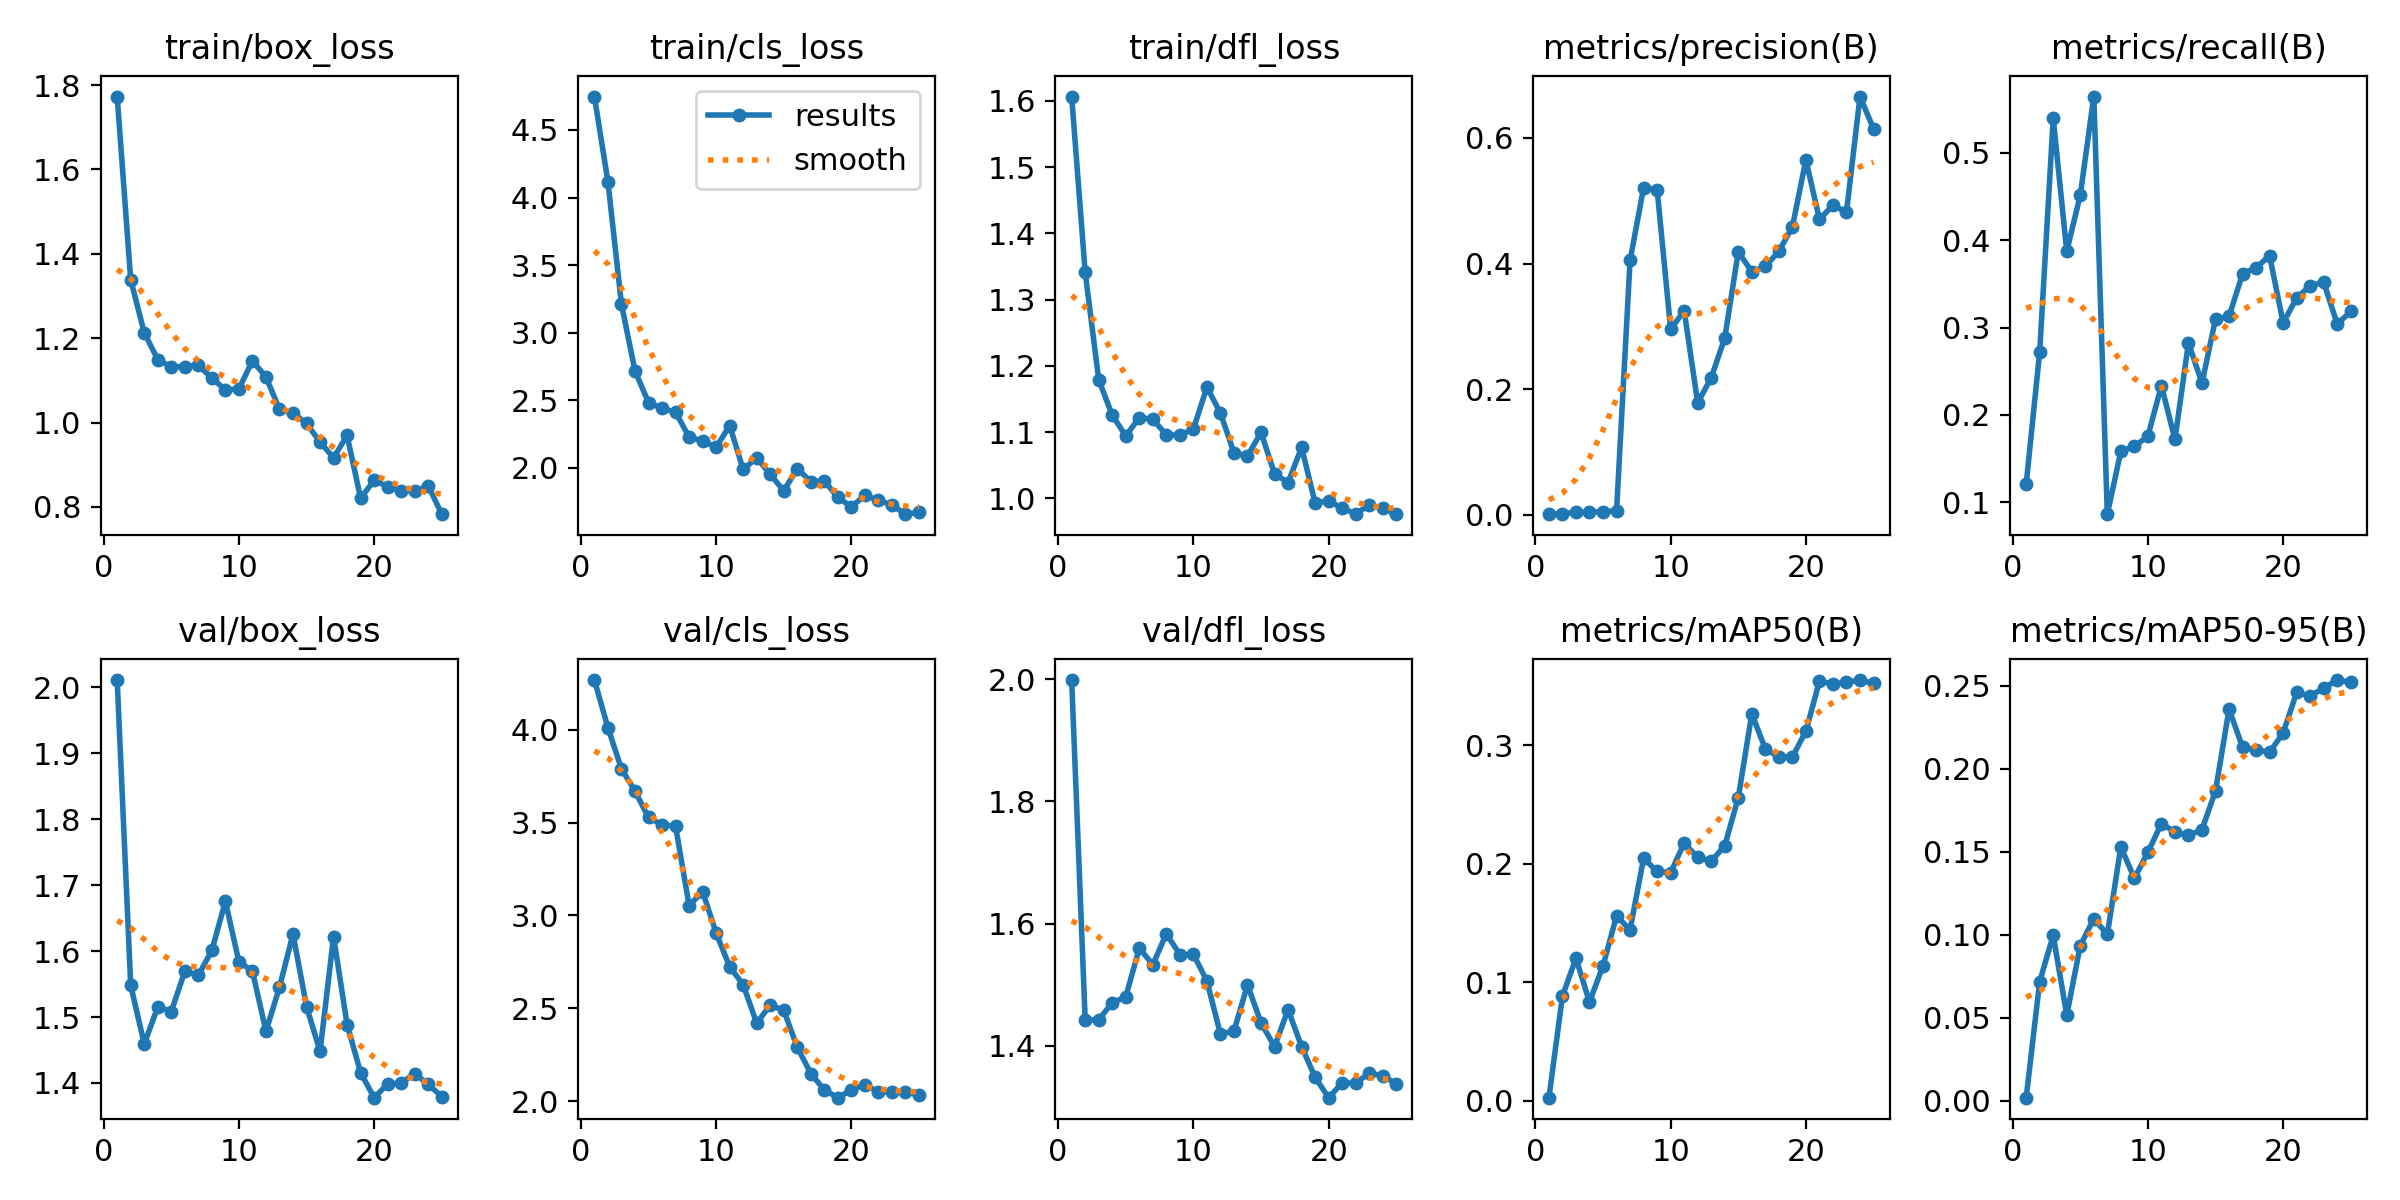 train/box_loss
1.8
1.6
1.4
1.2
1.0
0.8
0 10 20
train/cls_loss
results
smooth
4.5
4.0
3.5
3.0
2.5
2.0
0 10 20
train/dfl_loss
1.6
1.5
1.4
1.3
1.2
1.1
1.0
0 10 20
metrics/precision(B)
0.6
0.4
0.2
0.0
0 10 20
metrics/recall(B)
0.5
0.4
0.3
0.2
0.1
0 10 20
val/box_loss
2.0
1.9
1.8
1.7
1.6
1.5
1.4
0 10 20
val/cls_loss
4.0
3.5
3.0
2.5
2.0
0 10 20
val/dfl_loss
2.0
1.8
1.6
1.4
0 10 20
metrics/mAP50(B)
0.3
0.2
0.1
0.0
0 10 20
metrics/mAP50-95(B)
0.25
0.20
0.15
0.10
0.05
0.00
0 10 20